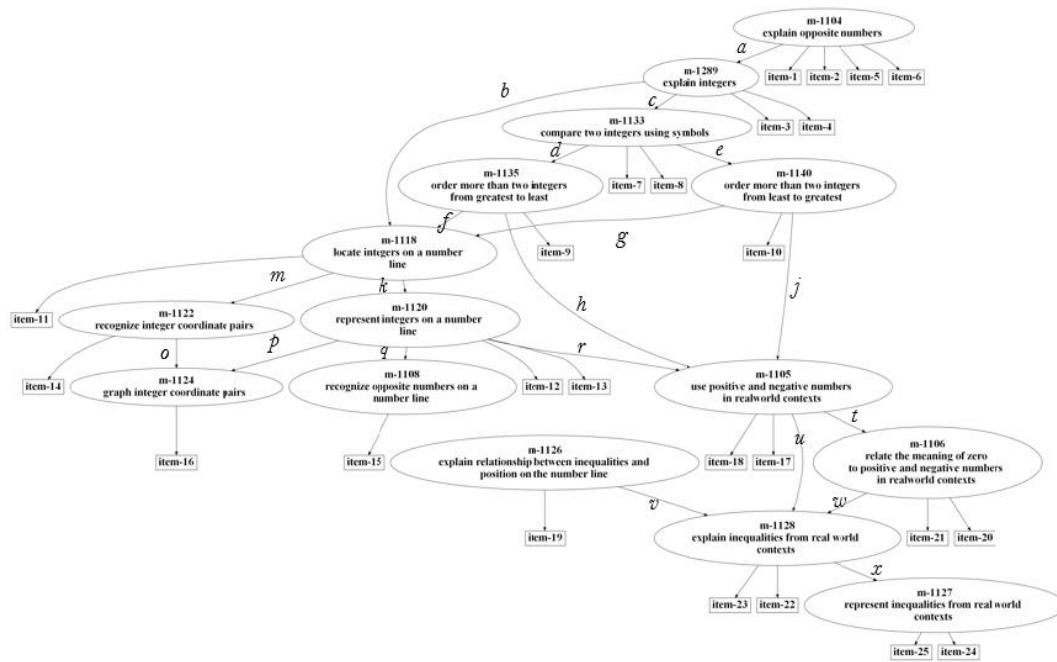 m-1104
explain opposite numbers
a
item-1
item-2
item-5
item-6
m-1289
explain integers
b
c
item-3
item-4
m-1133
compare two integers using symbols
d
e
m-1135
order more than two integers
from greatest to least
item-7
item-8
m-1140
order more than two integers
from least to greatest
f
g
m-1118
locate integers on a number
line
item-9
item-10
m
k
h
j
item-11
m-1122
recognize integer coordinate pairs
m-1120
represent integers on a number
line
o
p
q
r
item-14
m-1124
graph integer coordinate pairs
m-1108
recognize opposite numbers on a
number line
item-12
item-13
m-1105
use positive and negative numbers
in realworld contexts
t
u
item-16
item-15
m-1126
explain relationship between inequalities and
position on the number line
item-18
item-17
m-1106
relate the meaning of zero
to positive and negative numbers
in realworld contexts
v
w
item-19
m-1128
explain inequalities from real world
contexts
item-21
item-20
x
item-23
item-22
m-1127
represent inequalities from real world
contexts
item-25
item-24